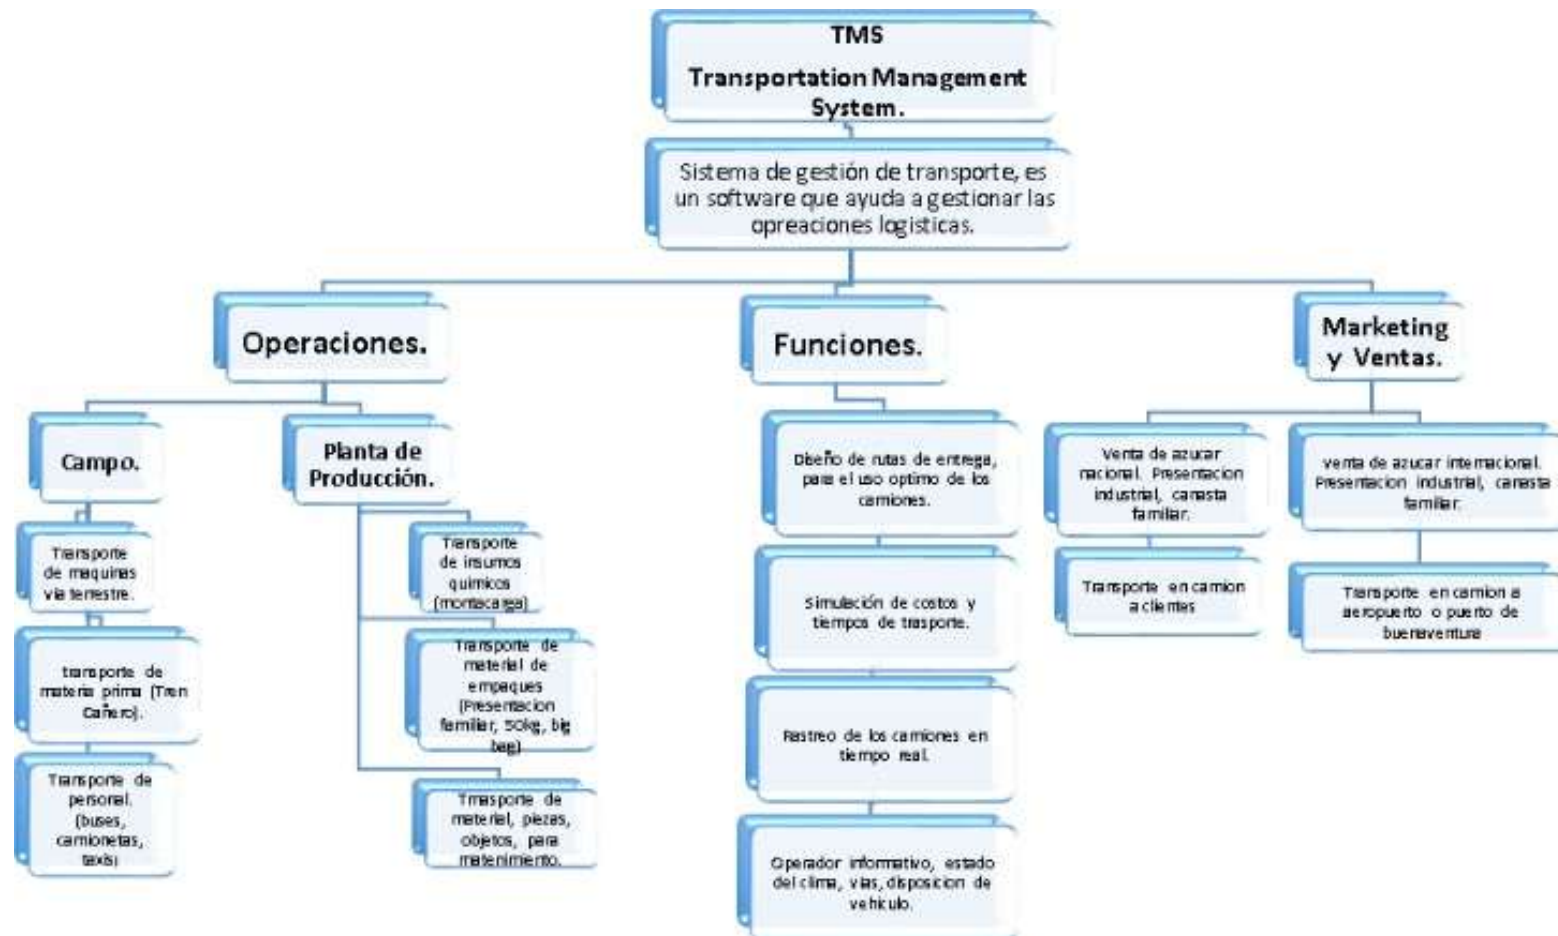 TMS
Transportation Management
System.
Sistema de gestión de transporte, es
un software que ayuda a gestionar las
opreaciones logisticas.
Operaciones.
Campo.
Transporte
de maquinas
via terrestre.
transporte de
materia prima (Tren
Cañero).
Transporte de
personal.
(buses,
camionetas,
taxis)
Planta de
Producción.
Transporte
de insumos
quimicos
(montacarga)
Transporte de
material de
empaques
(Presentacion
familiar, 50kg, big
bag)
Trnasporte de
material, piezas,
objetos, para
matenimiento.
Funciones.
Diseño de rutas de entrega,
para el uso optimo de los
camiones.
Simulación de costos y
tiempos de trasporte.
Rastreo de los camiones en
tiempo real.
Operador informativo, estado
del clima, vias, disposicion de
vehiculo.
Marketing
y Ventas.
Venta de azucar
nacional. Presentacion
industrial, canasta
familiar.
Transporte en camion
a clientes
venta de azucar internacional.
Presentacion industrial, canasta
familiar.
Transporte en camion a
aeropuerto o puerto de
buenaventura